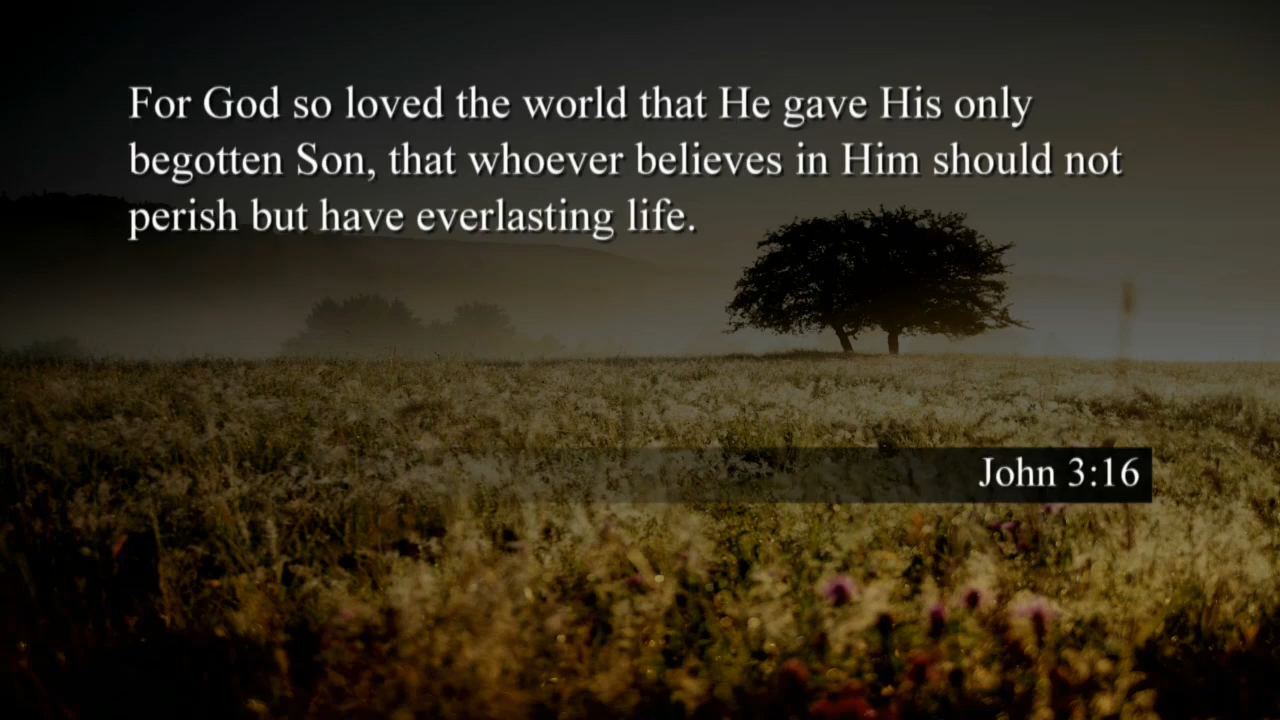 For God so loved the world that He gave His only
begotten Son, that whoever believes in Him should not
perish but have everlasting life.
John 3:16